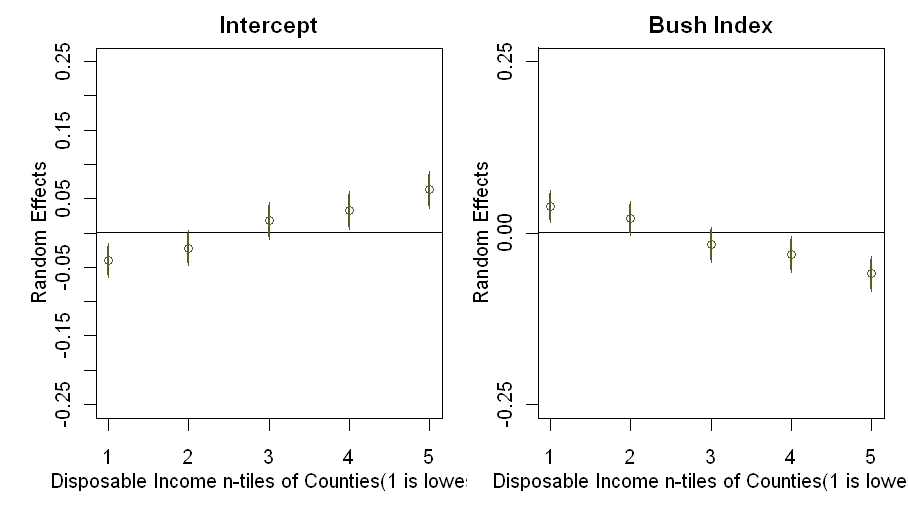 Intercept
Random Effects
0.25
0.15
0.05
-0.05
-0.15
-0.25
1 2 3 4 5
Disposable Income n-tiles of Counties(1 is lowes
Bush Index
Random Effects
0.25
0.00
-0.25
1 2 3 4 5
Disposable Income n-tiles of Counties(1 is lowe